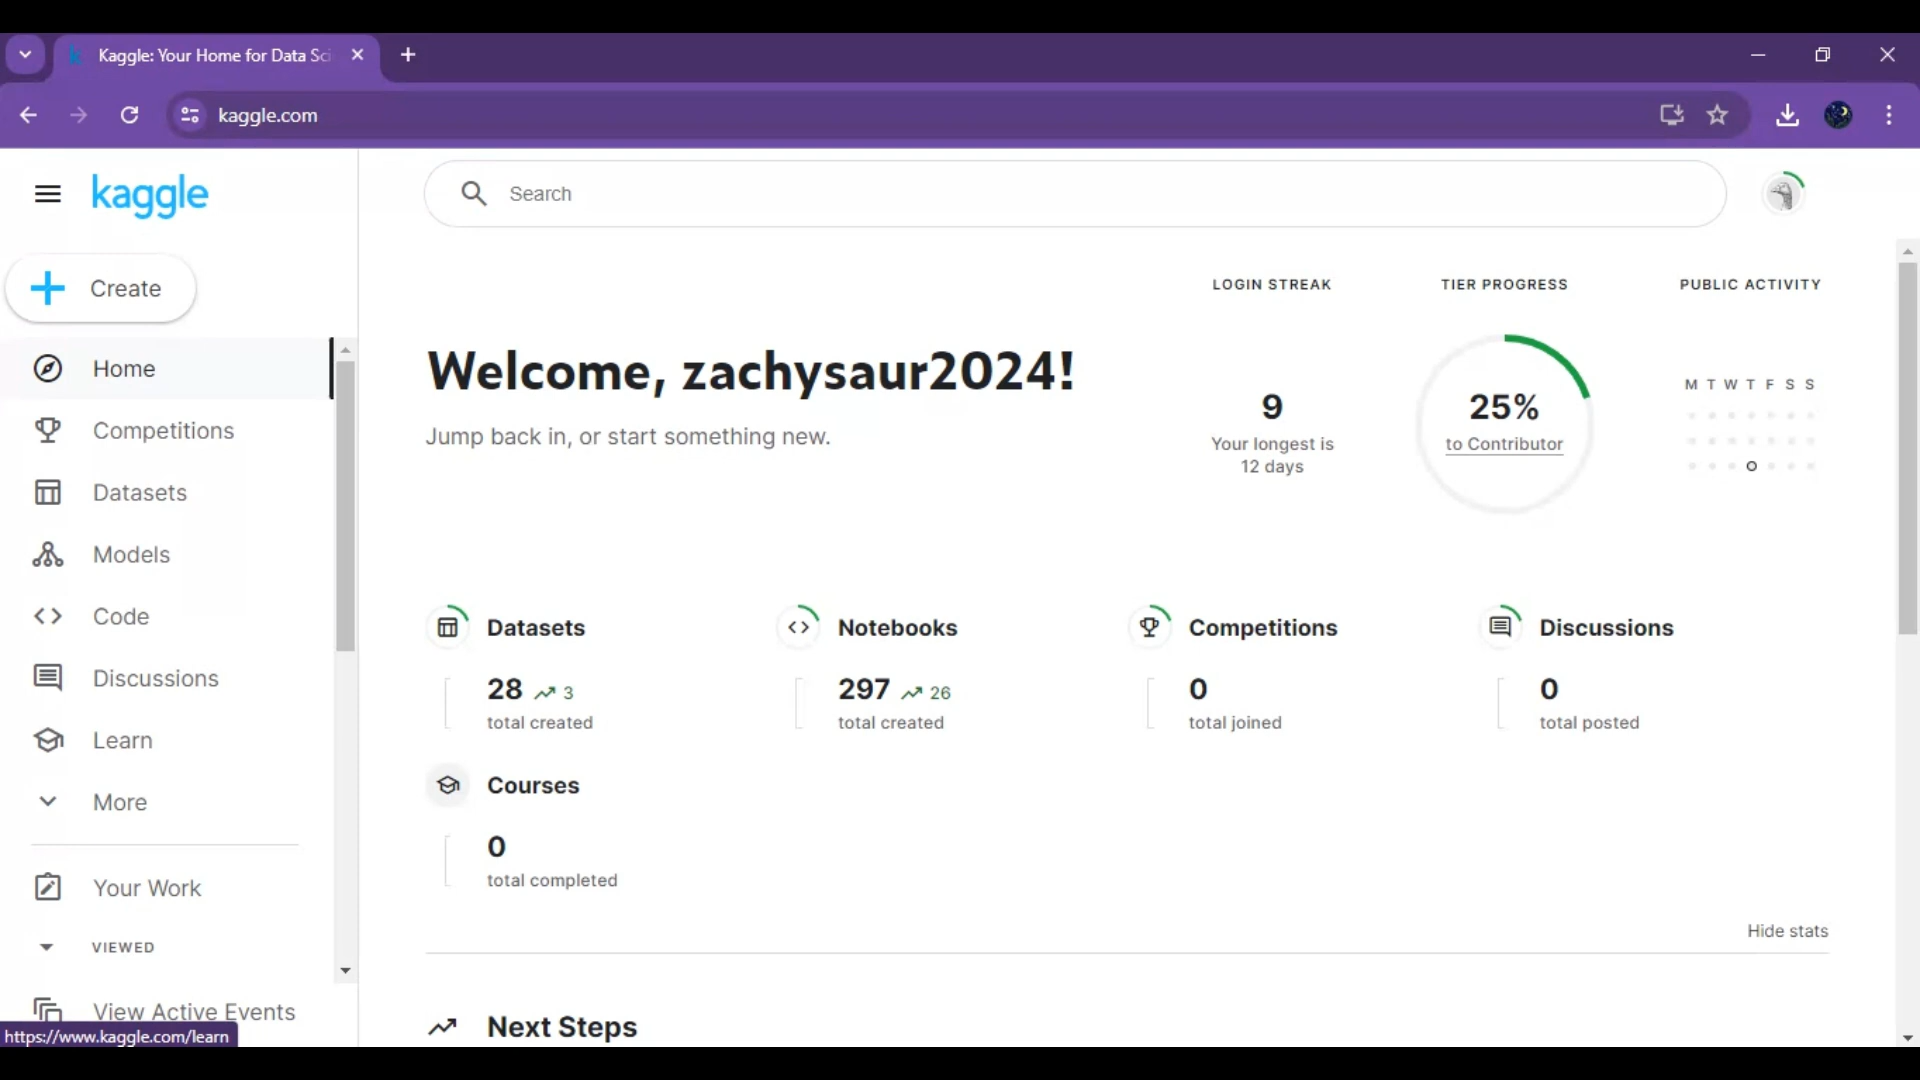 Kaggle: Your Home for Data Sci
kaggle.com
kaggle
Search
Create
Home
Competitions
Datasets
Models
Code
Discussions
Learn
More
Your Work
VIEWED
View Active Events
https://www.kaggle.com/learn
LOGIN STREAK
TIER PROGRESS
PUBLIC ACTIVITY
Welcome, zachysaur2024!
Jump back in, or start something new.
9
Your longest is
12 days
25%
to Contributor
M T W T F S S
Datasets
28 3
total created
Notebooks
297 26
total created
Competitions
0
total joined
Discussions
0
total posted
Courses
0
total completed
Hide stats
Next Steps